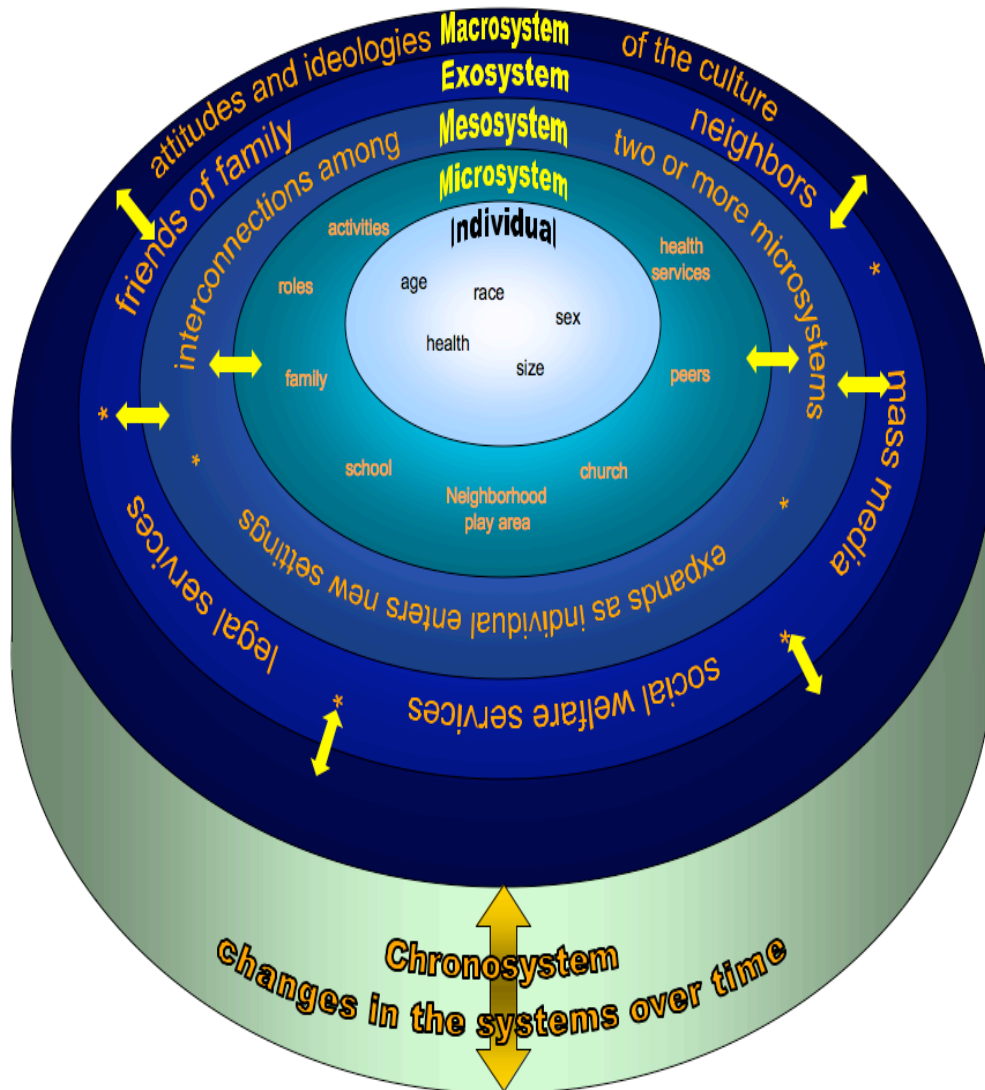 Macrosystem
attitudes and ideologies
of the culture
Exosystem
friends of family
neighbors
*
mass media
*
social welfare services
*
legal services
*
Mesosystem
interconnections among
two or more microsystems
*
expands as individual enters new settings
*
Microsystem
activities
health
services
roles
family
peers
school
church
Neighborhood
play area
Individual
age
race
sex
health
size
Chronosystem
changes in the systems over time